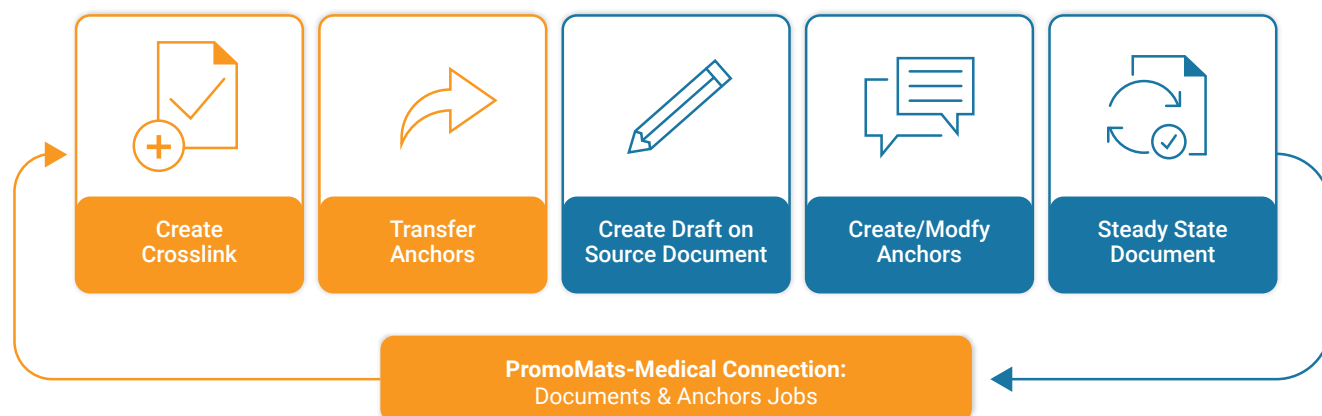 Create
Crosslink
Transfer
Anchors
Create Draft on
Source Document
Create/Modfy
Anchors
Steady State
Document
PromoMats-Medical Connection:
Documents & Anchors Jobs